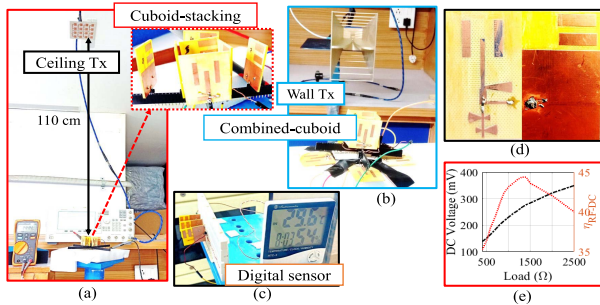 Cuboid-stacking
Ceiling Tx
110 cm
(a)
Wall Tx
Combined-cuboid
(b)
Digital sensor
(c)
(d)
DC Voltage (mV)
400
300
200
100
500
1500
2500
Load (Ω)
45
40
35
ηRF-DC
(e)